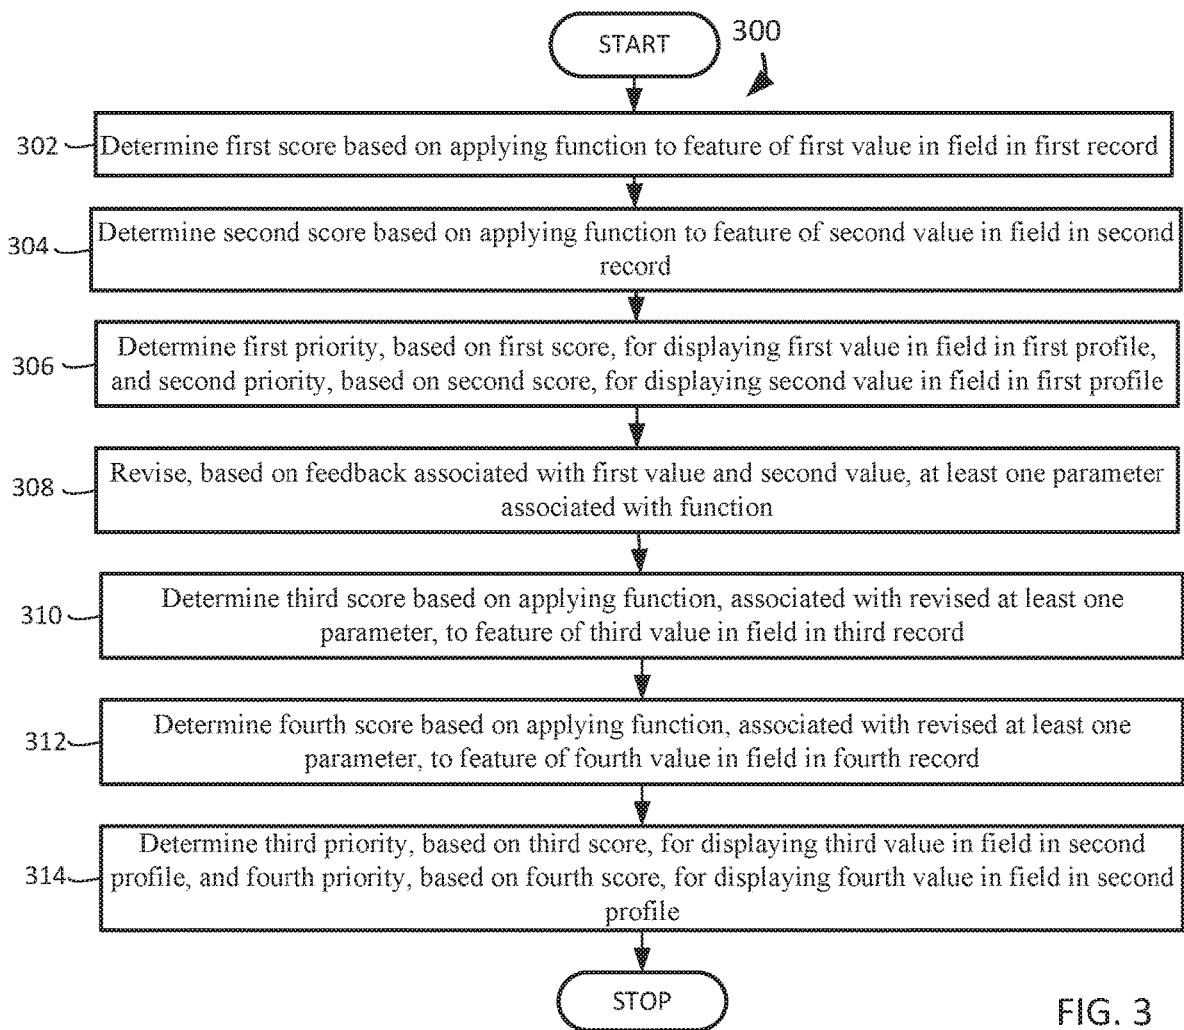 START
300
302
Determine first score based on applying function to feature of first value in field in first record
304
Determine second score based on applying function to feature of second value in field in second
record
306
Determine first priority, based on first score, for displaying first value in field in first profile,
and second priority, based on second score, for displaying second value in field in first profile
308
Revise, based on feedback associated with first value and second value, at least one parameter
associated with function
310
Determine third score based on applying function, associated with revised at least one
parameter, to feature of third value in field in third record
312
Determine fourth score based on applying function, associated with revised at least one
parameter, to feature of fourth value in field in fourth record
314
Determine third priority, based on third score, for displaying third value in field in second
profile, and fourth priority, based on fourth score, for displaying fourth value in field in second
profile
STOP
FIG. 3